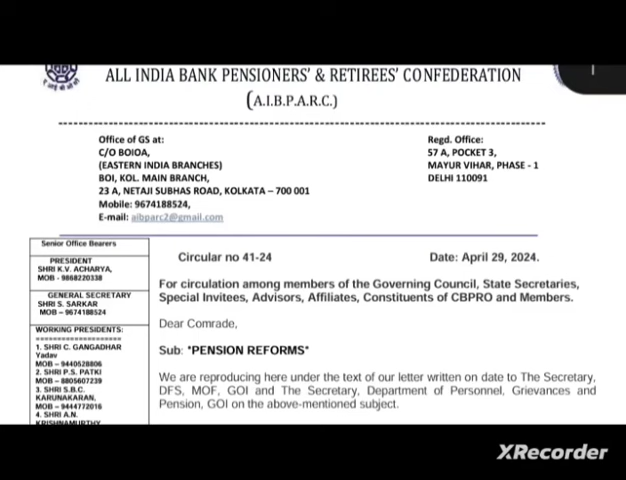 ALL INDIA BANK PENSIONERS' & RETIREES' CONFEDERATION
(A.I.B.P.A.R.C.)
Office of GS at:
C/O BOIOA,
(EASTERN INDIA BRANCHES)
BOI, KOL. MAIN BRANCH,
23 A, NETAJI SUBHAS ROAD, KOLKATA – 700 001
Mobile: 9674188524,
E-mail: aibparc2@gmail.com
Regd. Office:
57 A, POCKET 3,
MAYUR VIHAR, PHASE - 1
DELHI 110091
Senior Office Bearers
PRESIDENT
SHRI K.V. ACHARYA,
MOB - 9868220338
GENERAL SECRETARY
SHRI S. SARKAR
MOB – 9674188524
WORKING PRESIDENTS:
=====================
1. SHRI C. GANGADHAR
Yadav
MOB – 9440528806
2. SHRI P.S. PATKI
MOB – 8805607239
3. SHRI S.B.C.
KARUNAKARAN,
MOB – 9444772016
4. SHRI A.N.
KRISHNAMURTHY
Circular no 41-24
Date: April 29, 2024.
For circulation among members of the Governing Council, State Secretaries,
Special Invitees, Advisors, Affiliates, Constituents of CBPRO and Members.
Dear Comrade,
Sub: *PENSION REFORMS*
We are reproducing here under the text of our letter written on date to The Secretary,
DFS, MOF, GOI and The Secretary, Department of Personnel, Grievances and
Pension, GOI on the above-mentioned subject.
XRecorder